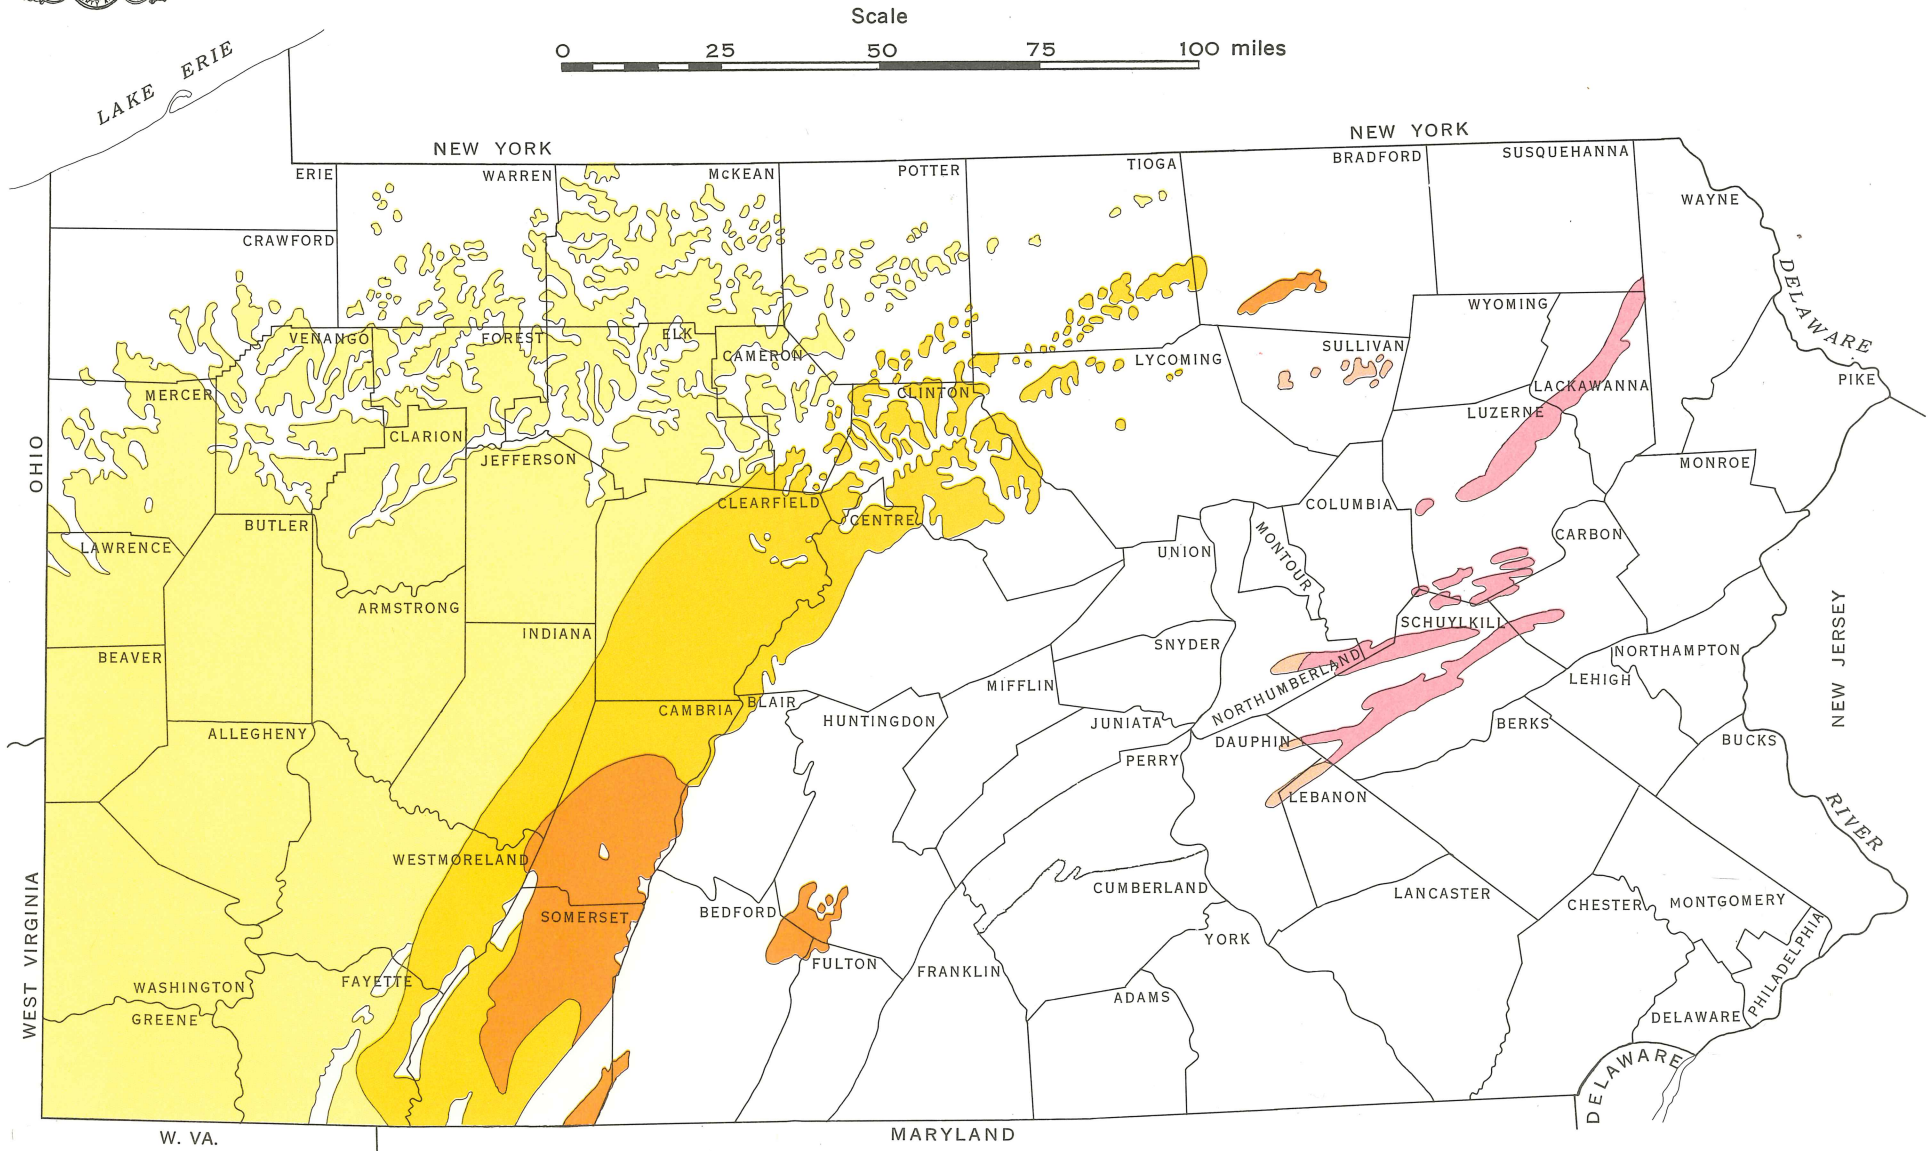 Scale
0 25 50 75 100 miles
LAKE ERIE
NEW YORK
NEW YORK
ERIE
WARREN
McKEAN
POTTER
TIOGA
BRADFORD
SUSQUEHANNA
WAYNE
CRAWFORD
DELAWARE
WYOMING
VENANGO
FOREST
ELK
CAMERON
LYCOMING
SULLIVAN
PIKE
MERCER
CLINTON
LACKAWANNA
LUZERNE
CLARION
OHIO
JEFFERSON
MONROE
CLEARFIELD
CENTRE
COLUMBIA
BUTLER
LAWRENCE
UNION
MONTOUR
CARBON
ARMSTRONG
INDIANA
SCHUYLKILL
NEW JERSEY
BEAVER
SNYDER
NORTHUMBERLAND
NORTHAMPTON
MIFFLIN
LEHIGH
CAMBRIA
BLAIR
HUNTINGDON
JUNIATA
BERKS
ALLEGHENY
DAUPHIN
BUCKS
PERRY
LEBANON
RIVER
WESTMORELAND
CUMBERLAND
LANCASTER
WEST VIRGINIA
SOMERSET
BEDFORD
CHESTER
MONTGOMERY
YORK
PHILADELPHIA
FULTON
FRANKLIN
FAYETTE
WASHINGTON
ADAMS
GREENE
DELAWARE
DELAWARE
W. VA.
MARYLAND